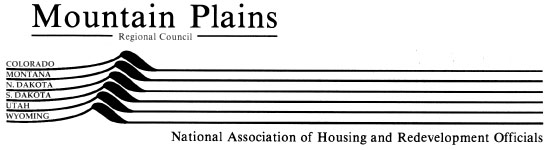 Mountain Plains
Regional Council
COLORADO
MONTANA
N. DAKOTA
S. DAKOTA
UTAH
WYOMING
National Association of Housing and Redevelopment Officials